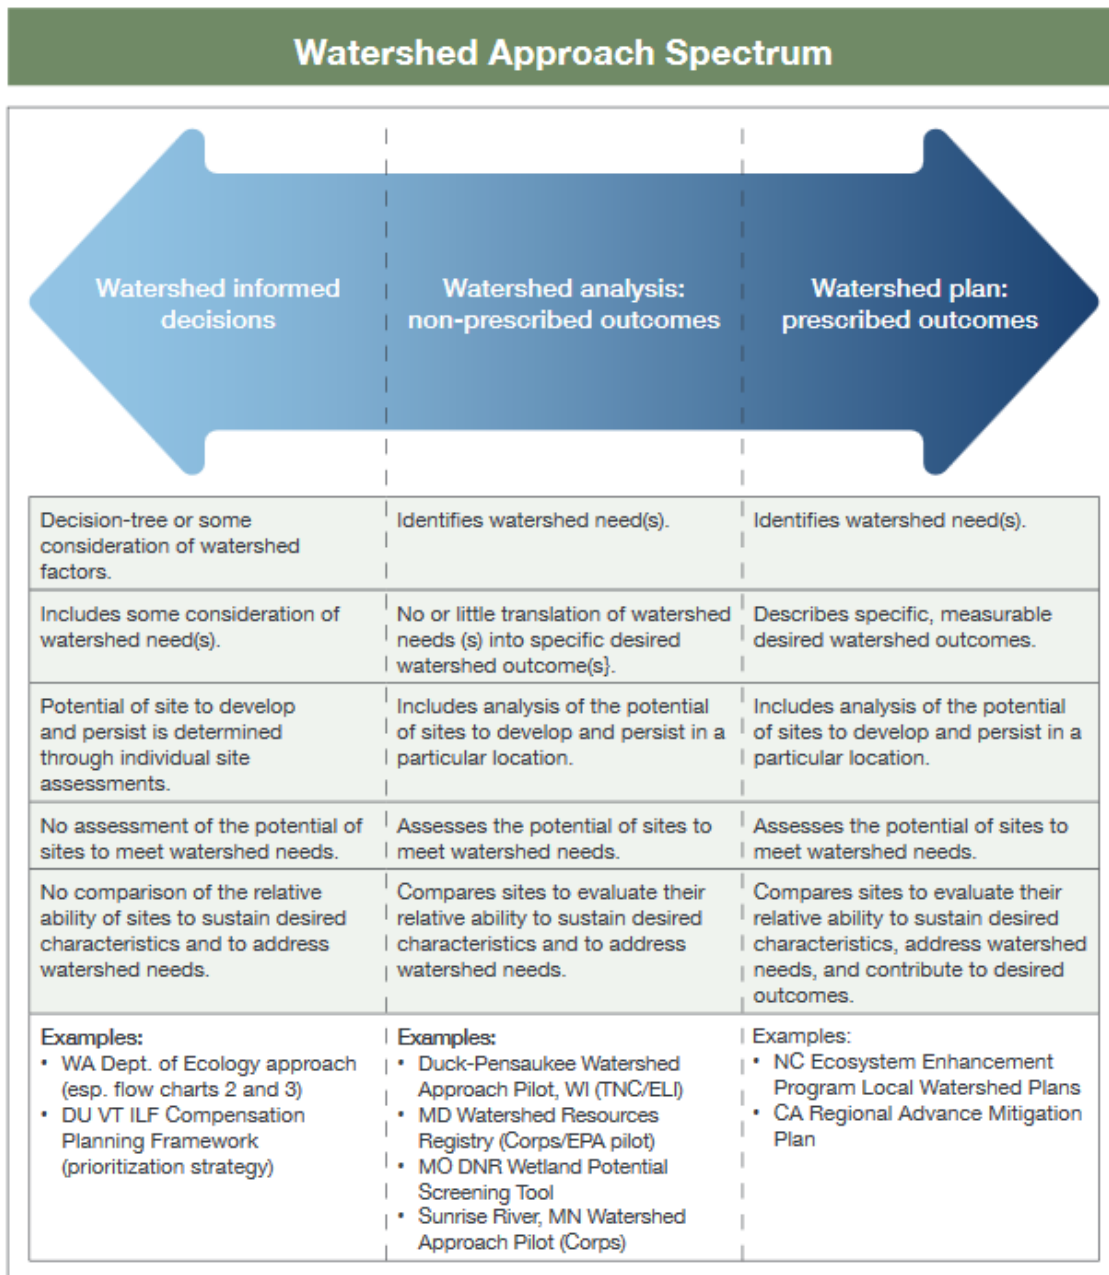 Watershed Approach Spectrum
Watershed informed
decisions
Watershed analysis:
non-prescribed outcomes
Watershed plan:
prescribed outcomes
Decision-tree or some
consideration of watershed
factors.
Identifies watershed need(s).
Identifies watershed need(s).
Includes some consideration of
watershed need(s).
No or little translation of watershed
needs (s) into specific desired
watershed outcome(s}.
Describes specific, measurable
desired watershed outcomes.
Potential of site to develop
and persist is determined
through individual site
assessments.
Includes analysis of the potential
of sites to develop and persist in a
particular location.
Includes analysis of the potential
of sites to develop and persist in a
particular location.
No assessment of the potential of
sites to meet watershed needs.
Assesses the potential of sites to
meet watershed needs.
Assesses the potential of sites to
meet watershed needs.
No comparison of the relative
ability of sites to sustain desired
characteristics and to address
watershed needs.
Compares sites to evaluate their
relative ability to sustain desired
characteristics and to address
watershed needs.
Compares sites to evaluate their
relative ability to sustain desired
characteristics, address watershed
needs, and contribute to desired
outcomes.
Examples:
• WA Dept. of Ecology approach
(esp. flow charts 2 and 3)
• DU VT ILF Compensation
Planning Framework
(prioritization strategy)
Examples:
• Duck-Pensaukee Watershed
Approach Pilot, WI (TNC/ELI)
• MD Watershed Resources
Registry (Corps/EPA pilot)
• MO DNR Wetland Potential
Screening Tool
• Sunrise River, MN Watershed
Approach Pilot (Corps)
Examples:
• NC Ecosystem Enhancement
Program Local Watershed Plans
• CA Regional Advance Mitigation
Plan